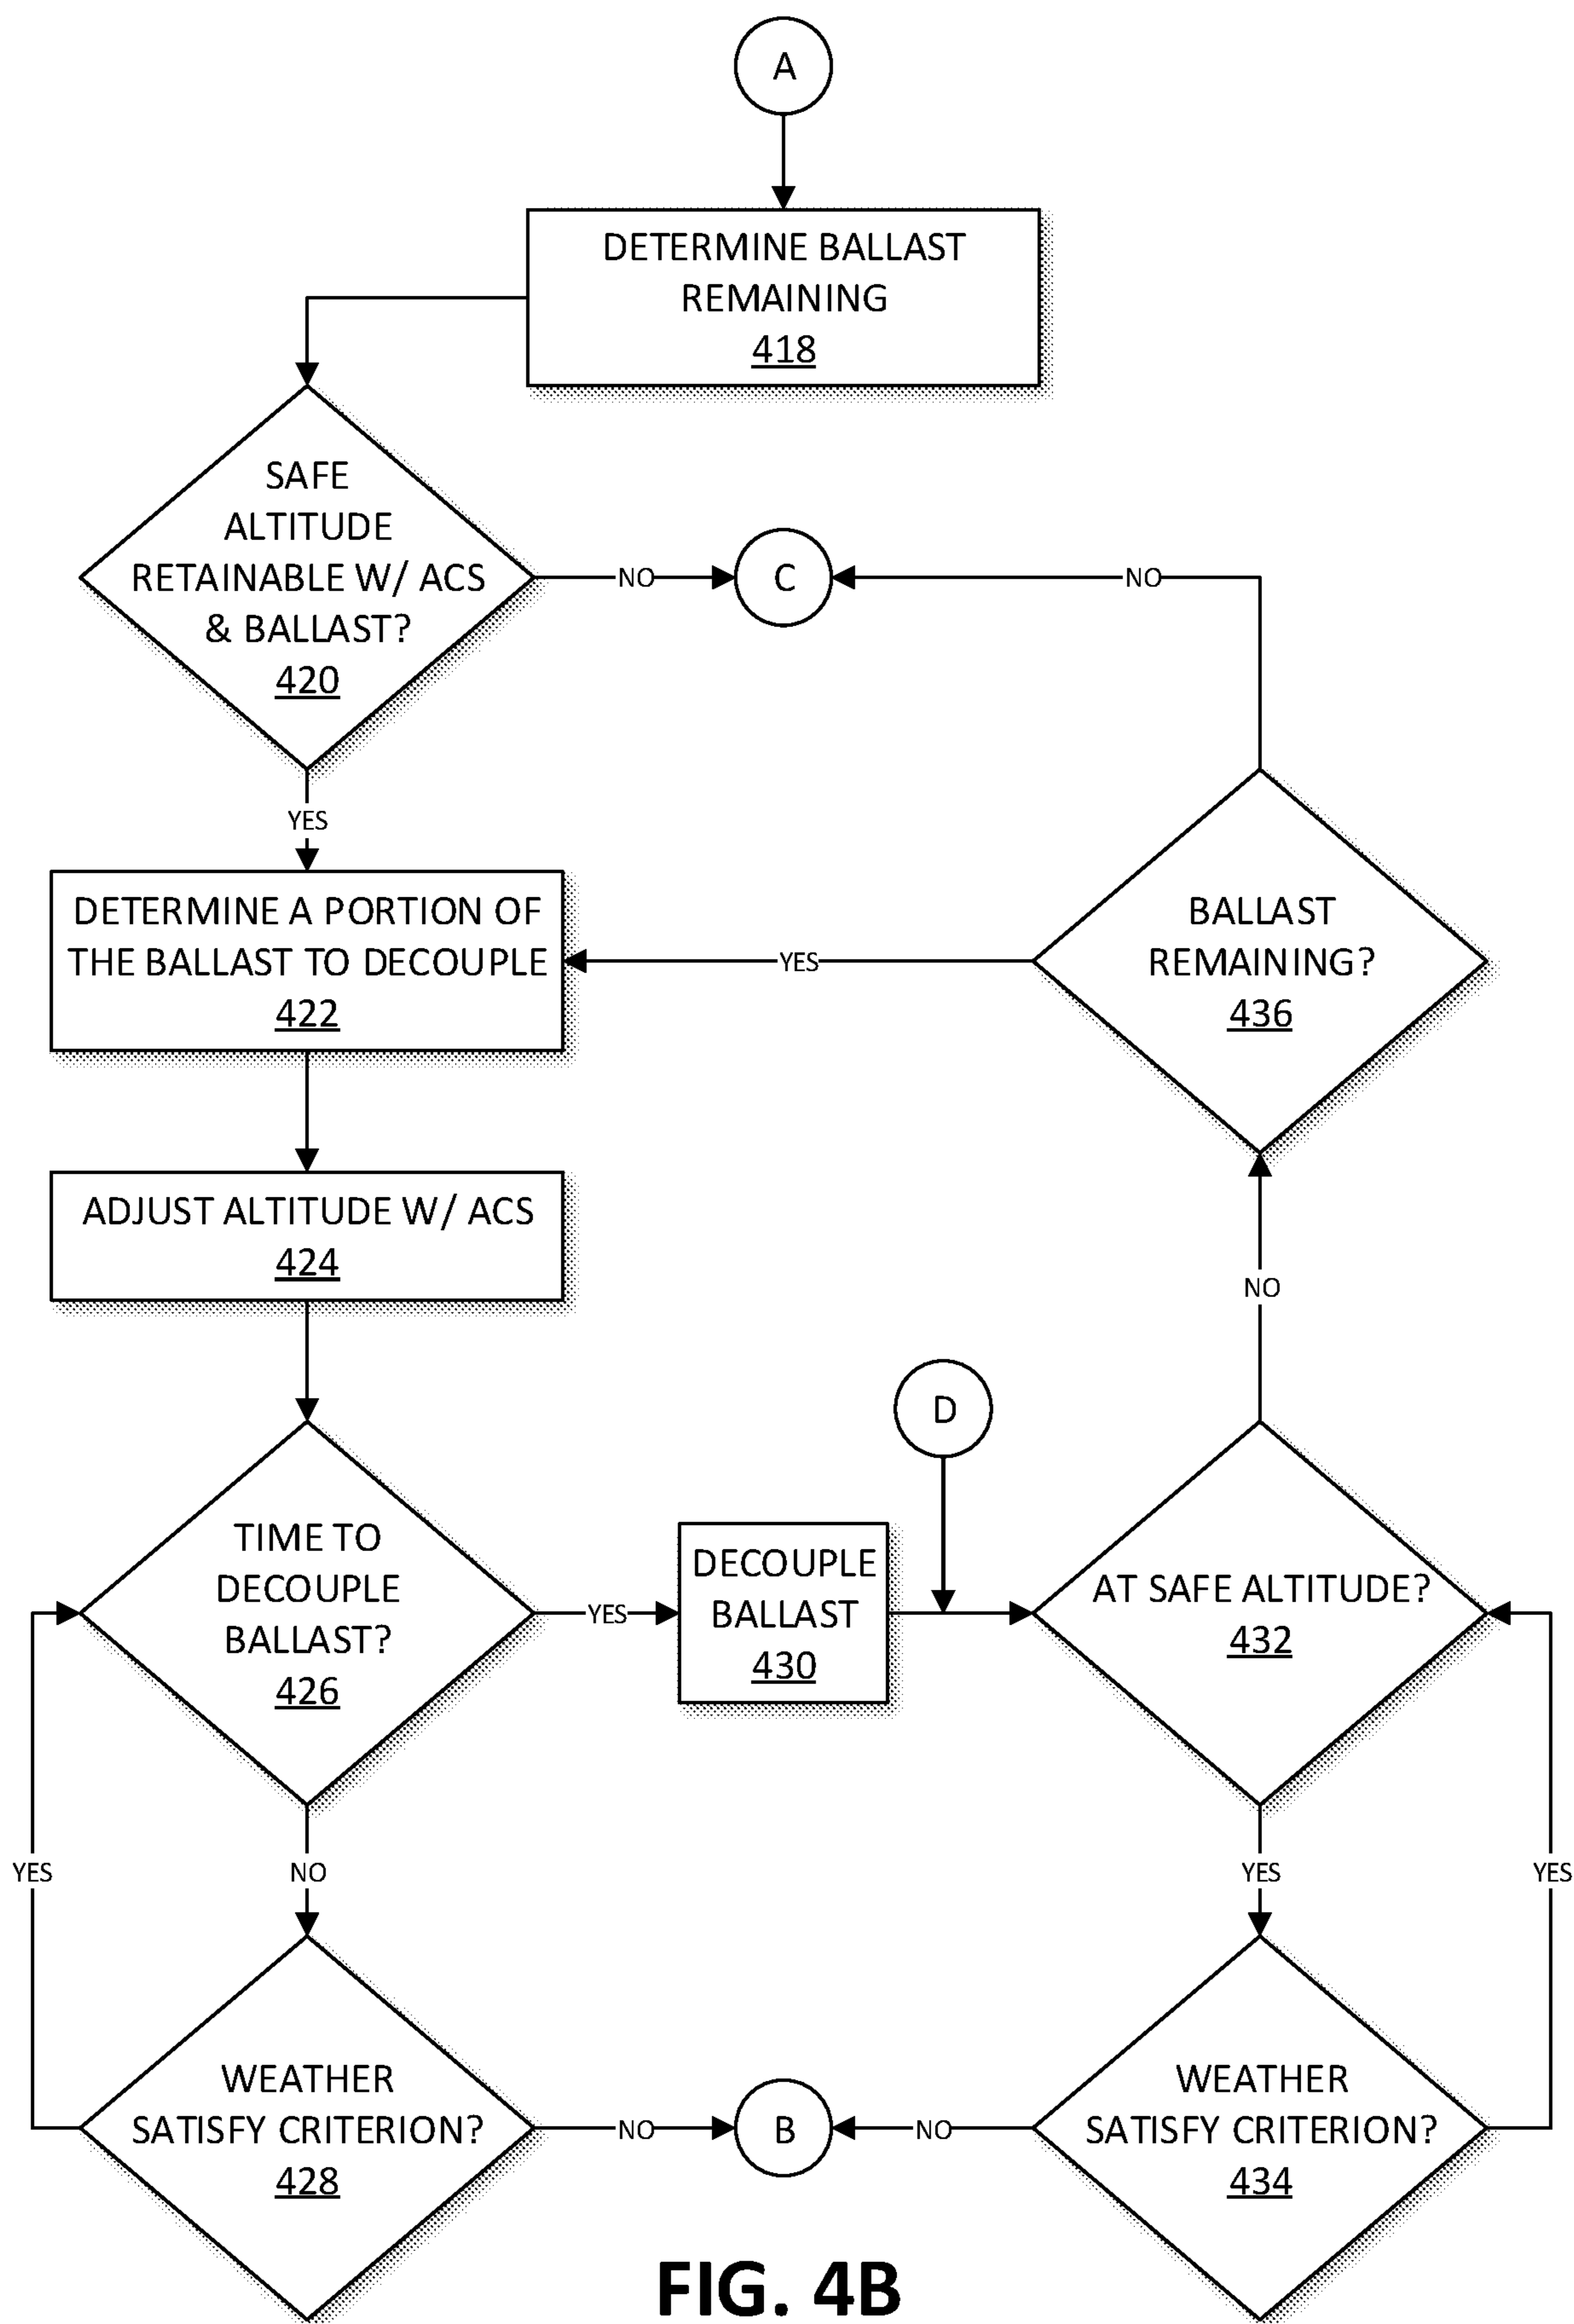 A
DETERMINE BALLAST
REMAINING
418
SAFE
ALTITUDE
RETAINABLE W/ ACS
& BALLAST?
420
NO
C
NO
YES
DETERMINE A PORTION OF
THE BALLAST TO DECOUPLE
422
YES
BALLAST
REMAINING?
436
ADJUST ALTITUDE W/ ACS
424
NO
D
TIME TO
DECOUPLE
BALLAST?
426
YES
DECOUPLE
BALLAST
430
AT SAFE ALTITUDE?
432
YES
NO
YES
YES
WEATHER
SATISFY CRITERION?
428
NO
B
NO
WEATHER
SATISFY CRITERION?
434
FIG. 4B